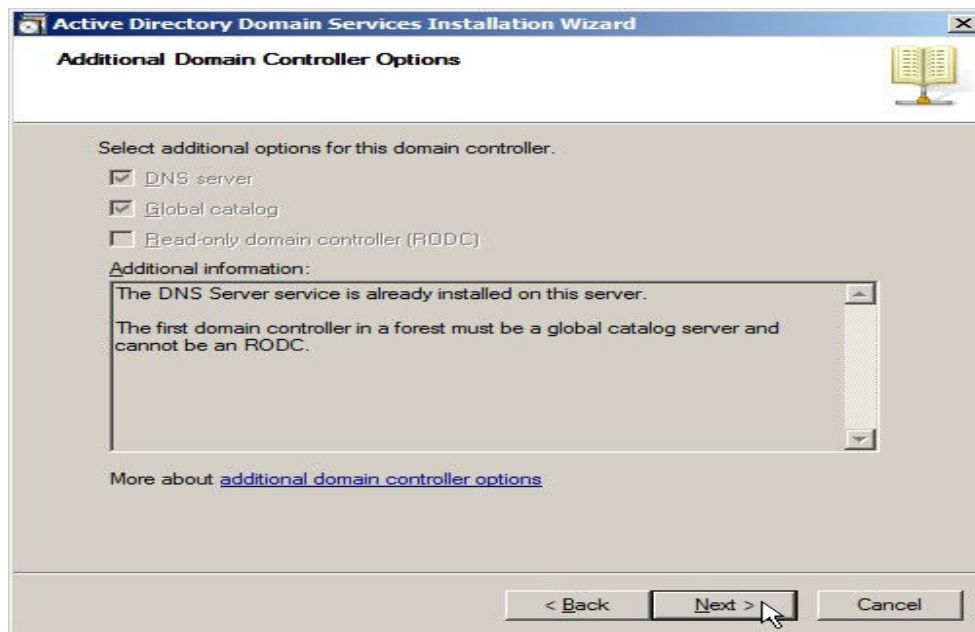 Active Directory Domain Services Installation Wizard
Additional Domain Controller Options
Select additional options for this domain controller.
DNS server
Global catalog
Read-only domain controller (RODC)
Additional information:
The DNS Server service is already installed on this server.
The first domain controller in a forest must be a global catalog server and
cannot be an RODC.
More about additional domain controller options
< Back
Next >
Cancel